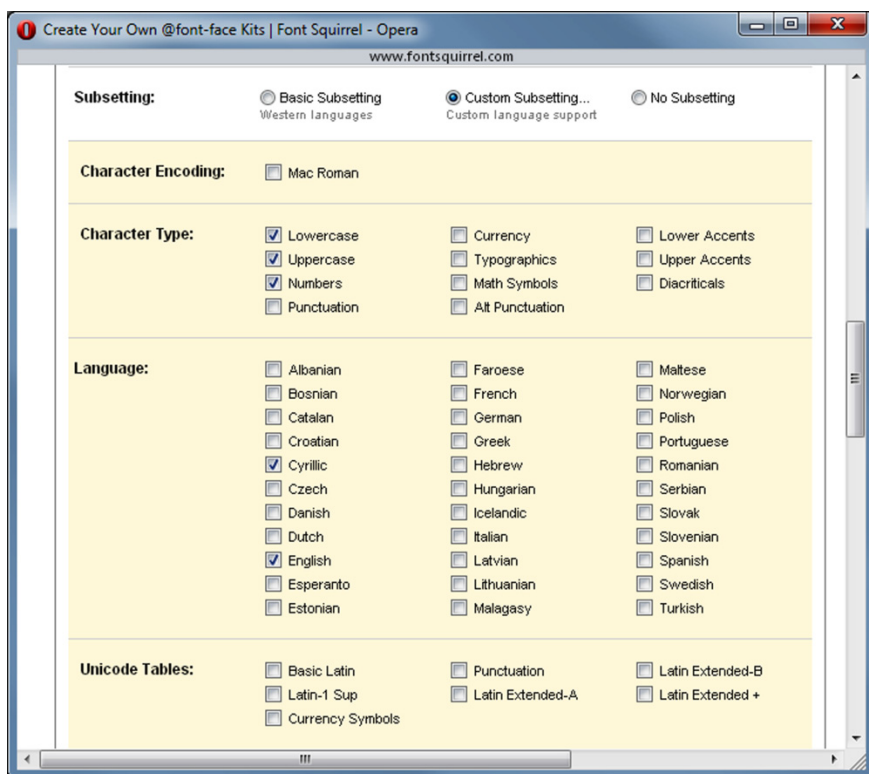 Create Your Own @font-face Kits | Font Squirrel - Opera
www.fontsquirrel.com
Subsetting: Basic Subsetting Custom Subsetting... No Subsetting
Western languages Custom language support
Character Encoding: Mac Roman
Character Type: Lowercase Currency Lower Accents
Uppercase Typographics Upper Accents
Numbers Math Symbols Diacriticals
Punctuation Alt Punctuation
Language: Albanian Faroese Maltese
Bosnian French Norwegian
Catalan German Polish
Croatian Greek Portuguese
Cyrillic Hebrew Romanian
Czech Hungarian Serbian
Danish Icelandic Slovak
Dutch Italian Slovenian
English Latvian Spanish
Esperanto Lithuanian Swedish
Estonian Malagasy Turkish
Unicode Tables: Basic Latin Punctuation Latin Extended-B
Latin-1 Sup Latin Extended-A Latin Extended +
Currency Symbols